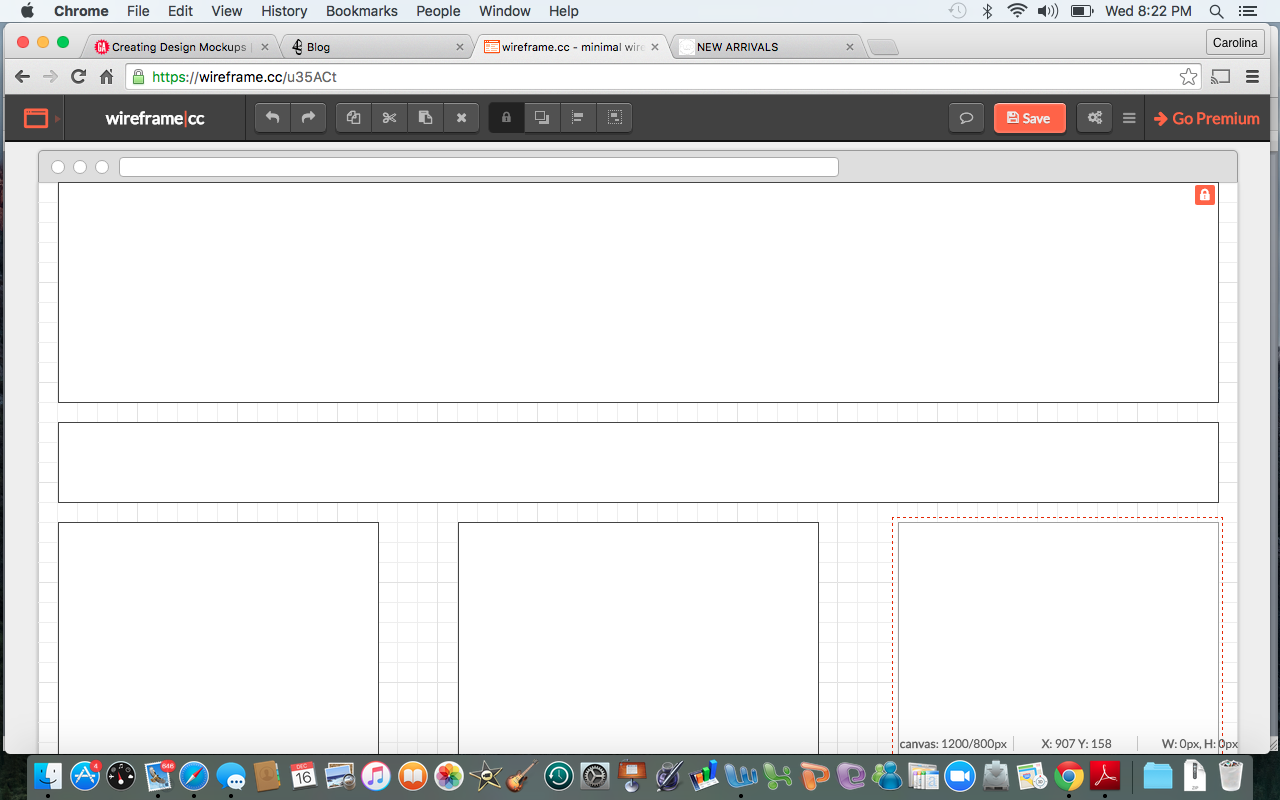 Chrome File Edit View History Bookmarks People Window Help Wed 8:22 PM
Creating Design Mockups Blog wireframe.cc - minimal wire NEW ARRIVALS Carolina
https://wireframe.cc/u35ACt
wireframe|cc Save Go Premium
canvas: 1200/800px X: 907 Y: 158 W: 0px, H: 0px
4 646 DEC 16 ZIP